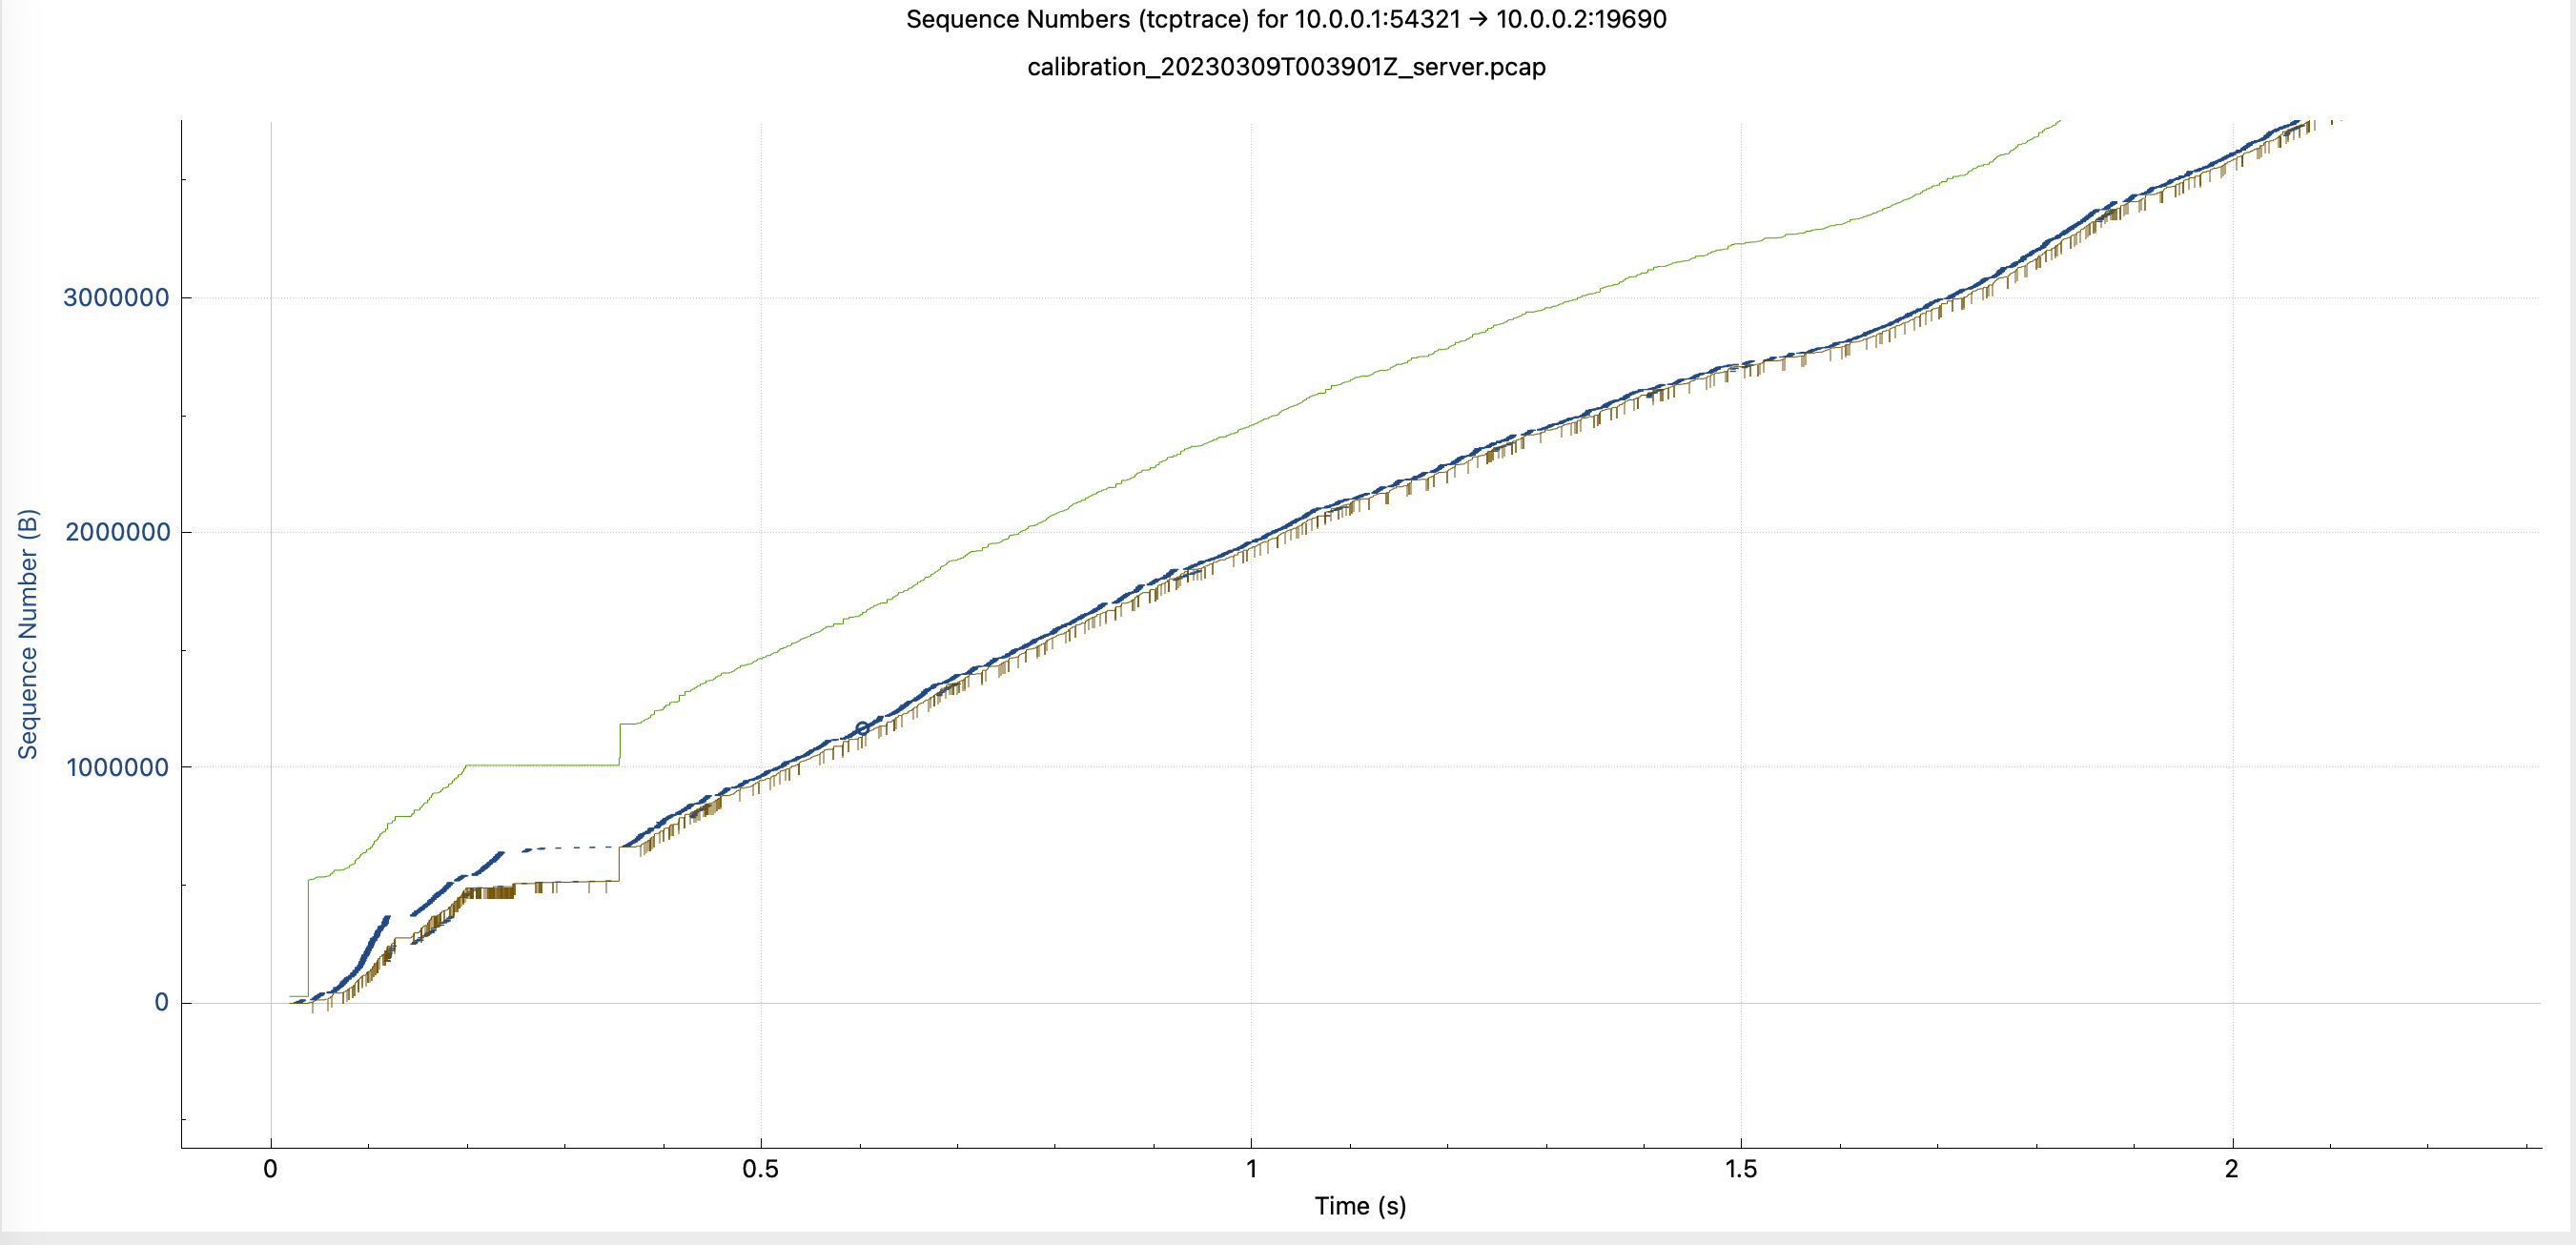 Sequence Numbers (tcptrace) for 10.0.0.1:54321 → 10.0.0.2:19690
calibration_20230309T003901Z_server.pcap
Sequence Number (B)
3000000
2000000
1000000
0
0 0.5 1 1.5 2
Time (s)